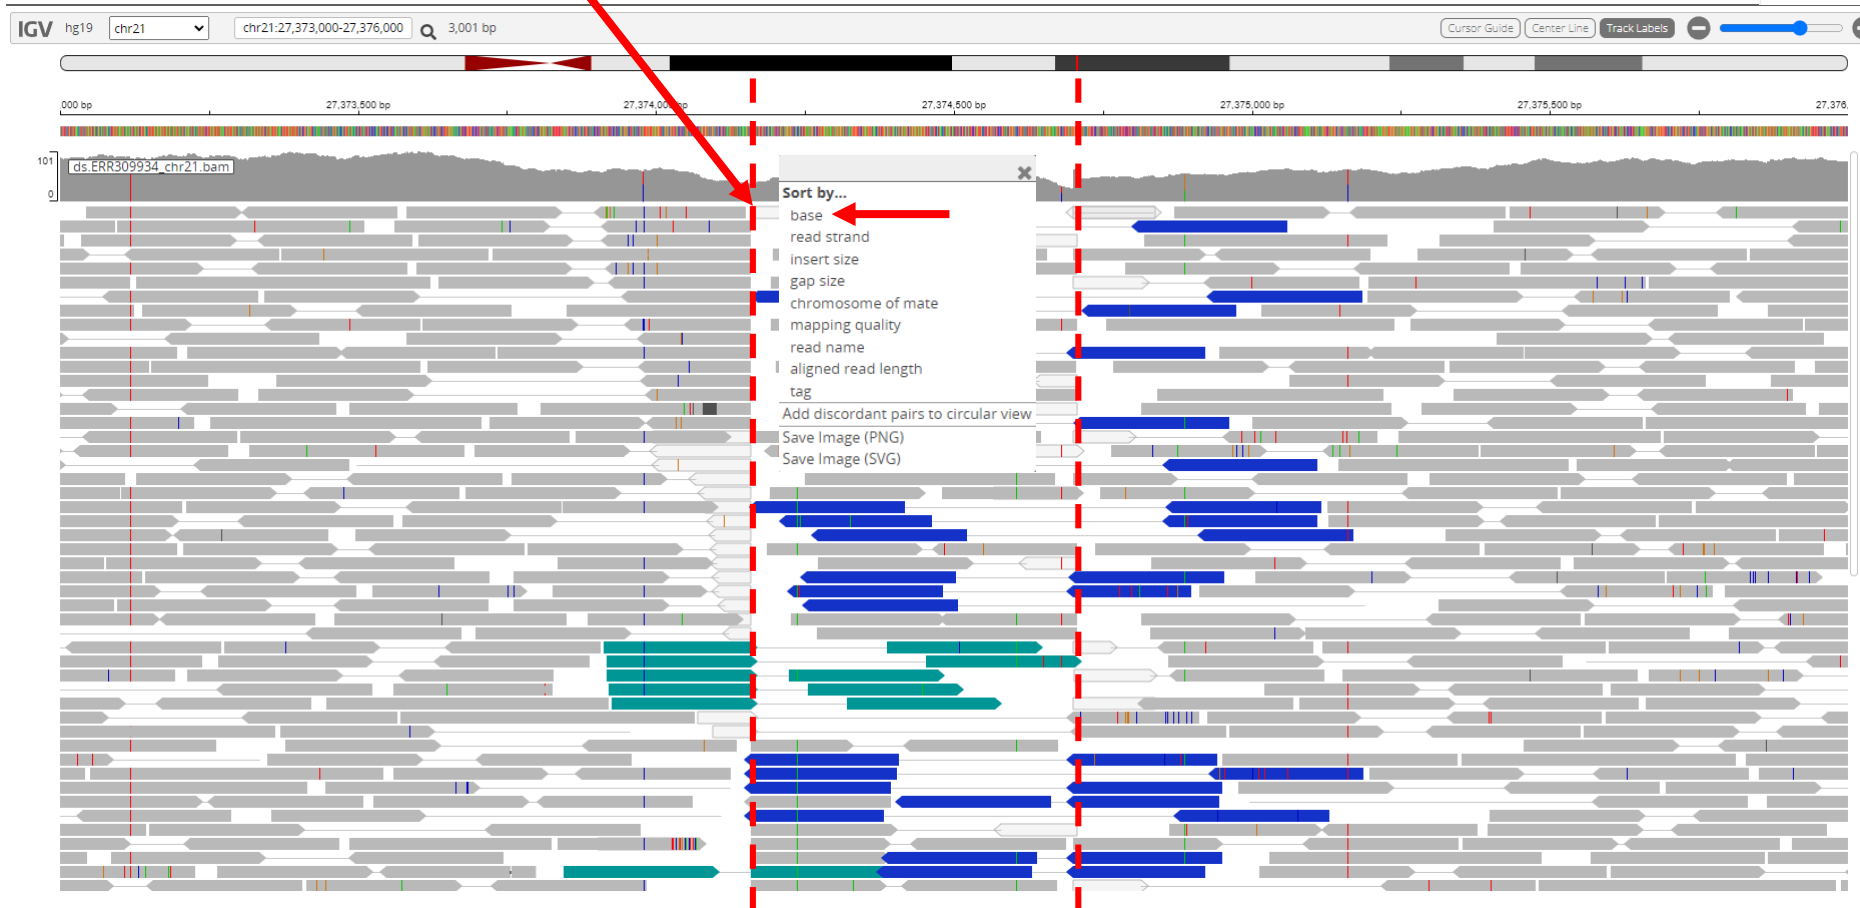 IGV hg19 chr21 chr21:27,373,000-27,376,000 3,001 bp Cursor Guide Center Line Track Labels
000 bp 27,373,500 bp 27,374,000 bp 27,374,500 bp 27,375,000 bp 27,375,500 bp 27,376.
101
ds.ERR309934_chr21.bam
0
Sort by...
base
read strand
insert size
gap size
chromosome of mate
mapping quality
read name
aligned read length
tag
Add discordant pairs to circular view
Save Image (PNG)
Save Image (SVG)